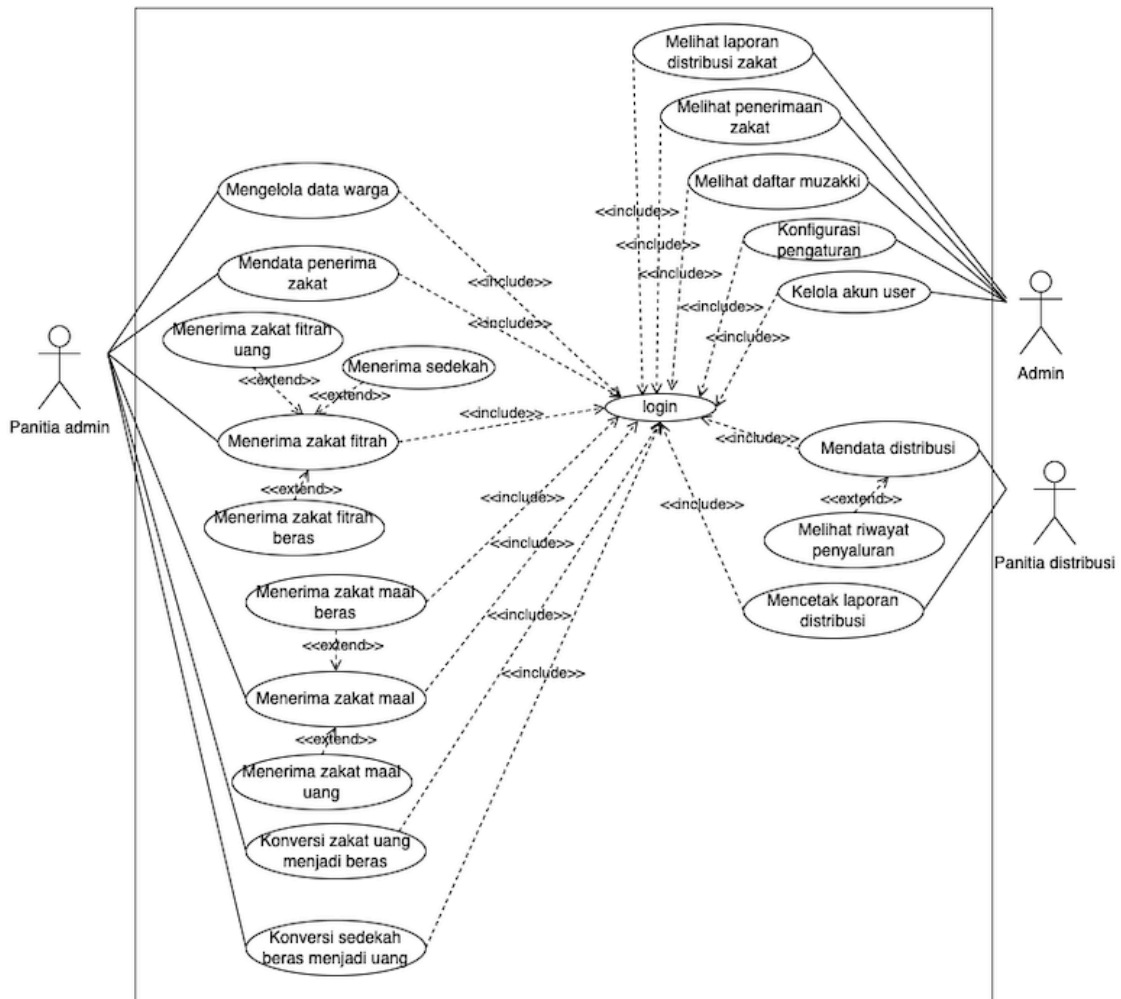 Melihat laporan
distribusi zakat
Melihat penerimaan
zakat
Mengelola data warga
Melihat daftar muzakki
<<include>>
Konfigurasi
pengaturan
<<include>>
Mendata penerima
zakat
<<include>>
<<include>>
Kelola akun user
<<include>>
Menerima zakat fitrah
uang
<<include>>
<<include>>
Menerima sedekah
<<extend>>
<<extend>>
Admin
login
Panitia admin
Menerima zakat fitrah
<<include>>
<<include>>
Mendata distribusi
<<extend>>
<<include>>
<<include>>
<<extend>>
Menerima zakat fitrah
beras
Melihat riwayat
penyaluran
Panitia distribusi
<<include>>
Menerima zakat maal
beras
Mencetak laporan
distribusi
<<include>>
<<extend>>
<<include>>
Menerima zakat maal
<<extend>>
Menerima zakat maal
uang
Konversi zakat uang
menjadi beras
Konversi sedekah
beras menjadi uang